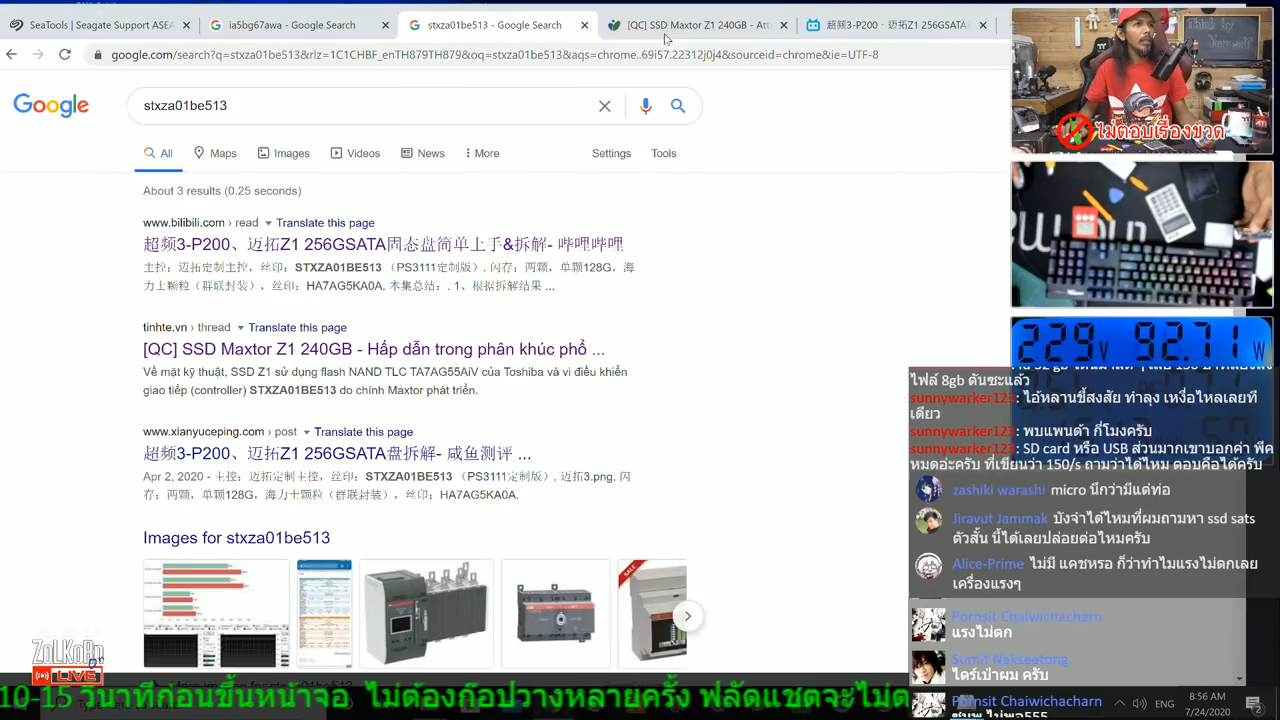 SeaTools | Seagate Support ASEA
ia5bg67awa - Google Search
stxza01be513 - Google Search
[QC] SSD Maxtor Z1 240GB - Att
超频3-P200、迈拓Z1 256GSATA
google.com/search?q=stxza01be513&rlz=1C1CHBF_enTH879TH879&oq=stxza01be513&aqs=chrome..69i57.22312j0j4&sourceid=chrome&ie=UTF-8
Google
stxza01be513
All
Maps
Images
News
More
Settings
Tools
About 3 results (0.25 seconds)
www.bilibili.com › read ▾ Translate this page
超频3-P200、迈拓Z1 256GSATA固态盘简单上手&拆解- 哔哩哔哩
主控：迈拓定制主控，丝印：STXZA01BE513 （PS3111定制版）. 闪存：两颗，单颗128G，海
力士颗粒（群联封装），丝印：HA7AG5KA0A. 本集总结：. 1、根据拆解结果 ...
tinhte.vn › thread ▾ Translate this page
[QC] SSD Maxtor Z1 240GB - Hấp dẫn trong phân khúc phổ ...
Về mặt kỹ thuật, SSD Z1 sử dụng flash NAND TLC TA7AG55AiV của Toshiba và vi điều khiển
giao tiếp (controller) STXZA01BE513 do chính Maxtor phát triển.
www.xianyuceping.com › post ▾ Translate this page
超频3-P200、迈拓Z1 256GSATA盘拆解- 咸鱼测评 ...
Apr 2, 2020 - 主控：迈拓定制主控，丝印：STXZA01BE513 （PS3111定制版）. 迈拓3.png. 闪
存：两颗，单颗128G，海力士颗粒（群联封装），丝印：HA7AG5KA0A.
Images for stxza01be513
SALE
ไม่ตอบเรื่องขวด
229V 92.71W
ไฟล์ 8gb ตันซะแล้ว
sunnywarker123: ไอ้หลานขี้สงสัย ทำลุง เหงื่อไหลเลยที
เดียว
sunnywarker123: พบแพนด้า กี่โมงครับ
sunnywarker123: SD card หรือ USB ส่วนมากเขาบอกค่า พีค
หมดอ่ะครับ ที่เขียนว่า 150/s ถามว่าได้ไหม ตอบคือได้ครับ
zashiki warashi micro นึกว่ามีแต่ท่อ
Jiravut Jammak บังจำได้ไหมที่ผมถามหา ssd sats
ตัวสั้น นี้ได้เลยปล่อยต่อไหมครับ
Alice-Prime ไม่มี แคชหรอ ก็ว่าทำไมแรงไม่ตกเลย
เครื่องแรงๆ
Pornsit Chaiwichacharn
แรงไม่ตก
Sumit Nakseetong
ไดร์เป่าผม ครับ
Pornsit Chaiwichacharn
ZoLKoRn
LIVE
10-15 วินาทีก่อนขึ้นหน้าจอ ไม่ต้องก๊อปวางหลายครั้ง ฟลัดแชตจะไม่ต
ENG
8:56 AM
7/24/2020